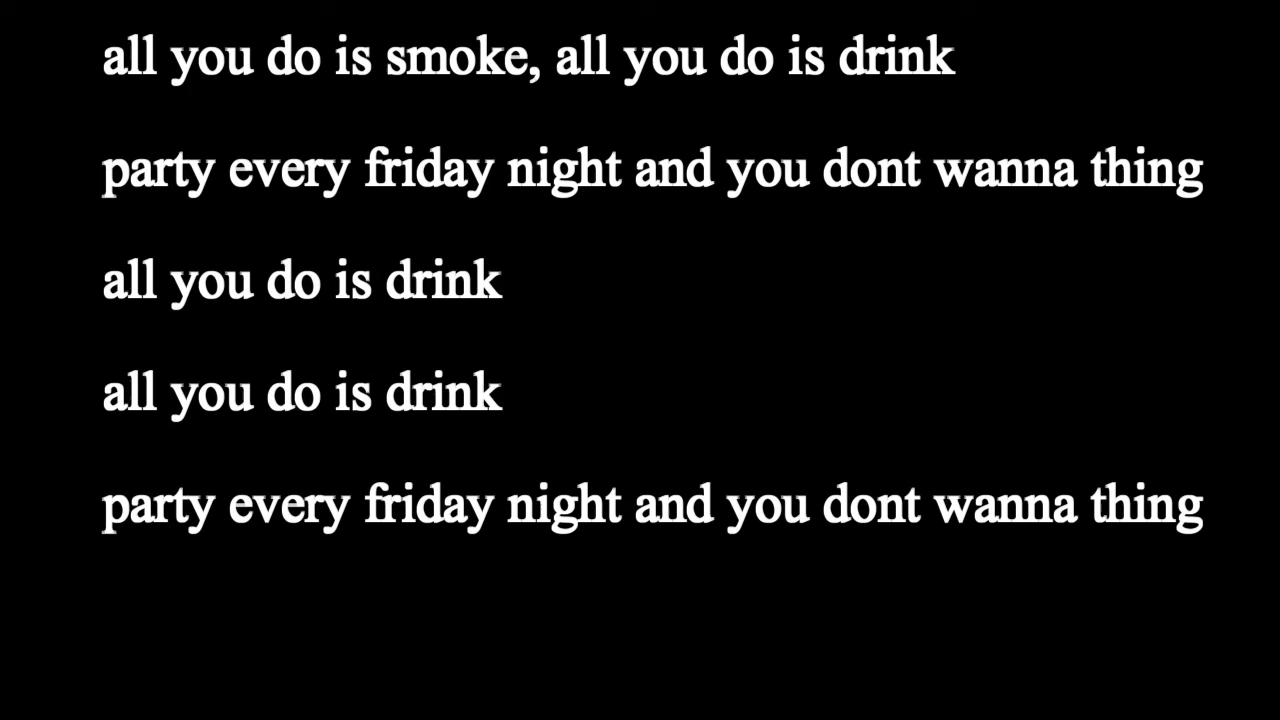 all you do is smoke, all you do is drink
party every friday night and you dont wanna thing
all you do is drink
all you do is drink
party every friday night and you dont wanna thing